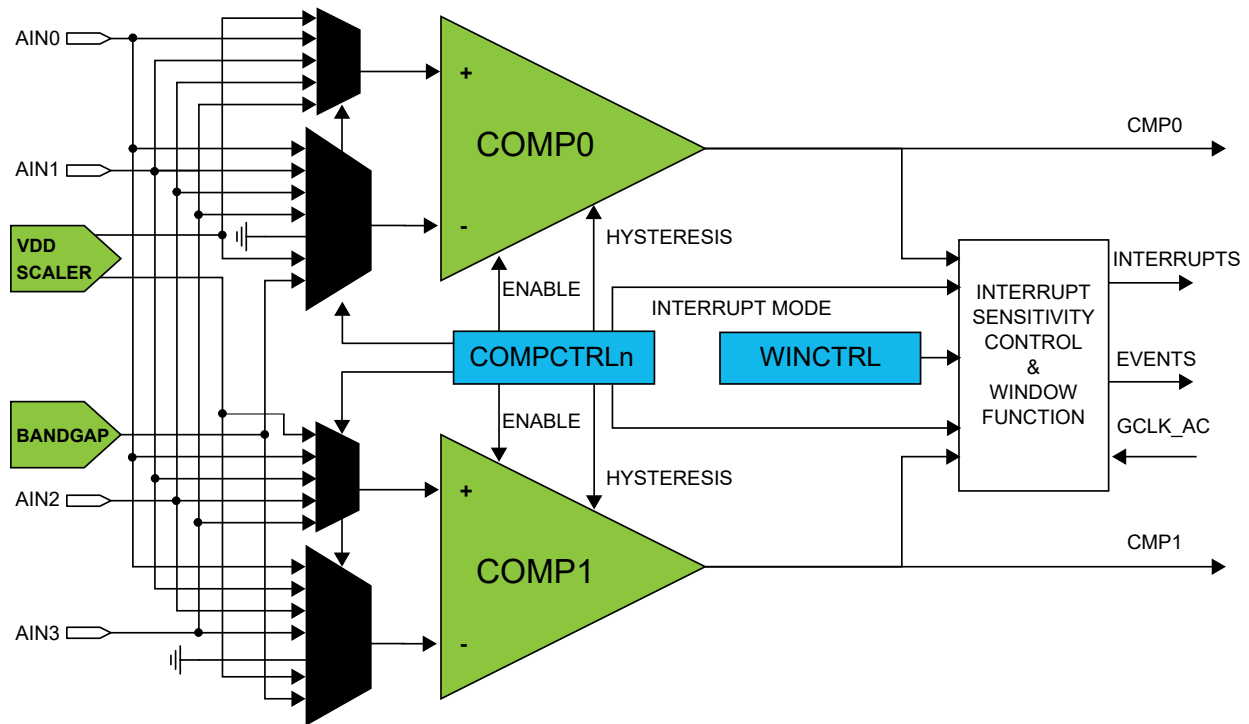 AIN0
+
COMP0
CMP0
AIN1
-
VDD
SCALER
HYSTERESIS
ENABLE
INTERRUPT MODE
COMPCTRLn
WINCTRL
INTERRUPT
SENSITIVITY
CONTROL
&
WINDOW
FUNCTION
INTERRUPTS
EVENTS
GCLK_AC
BANDGAP
ENABLE
HYSTERESIS
AIN2
+
COMP1
CMP1
AIN3
-